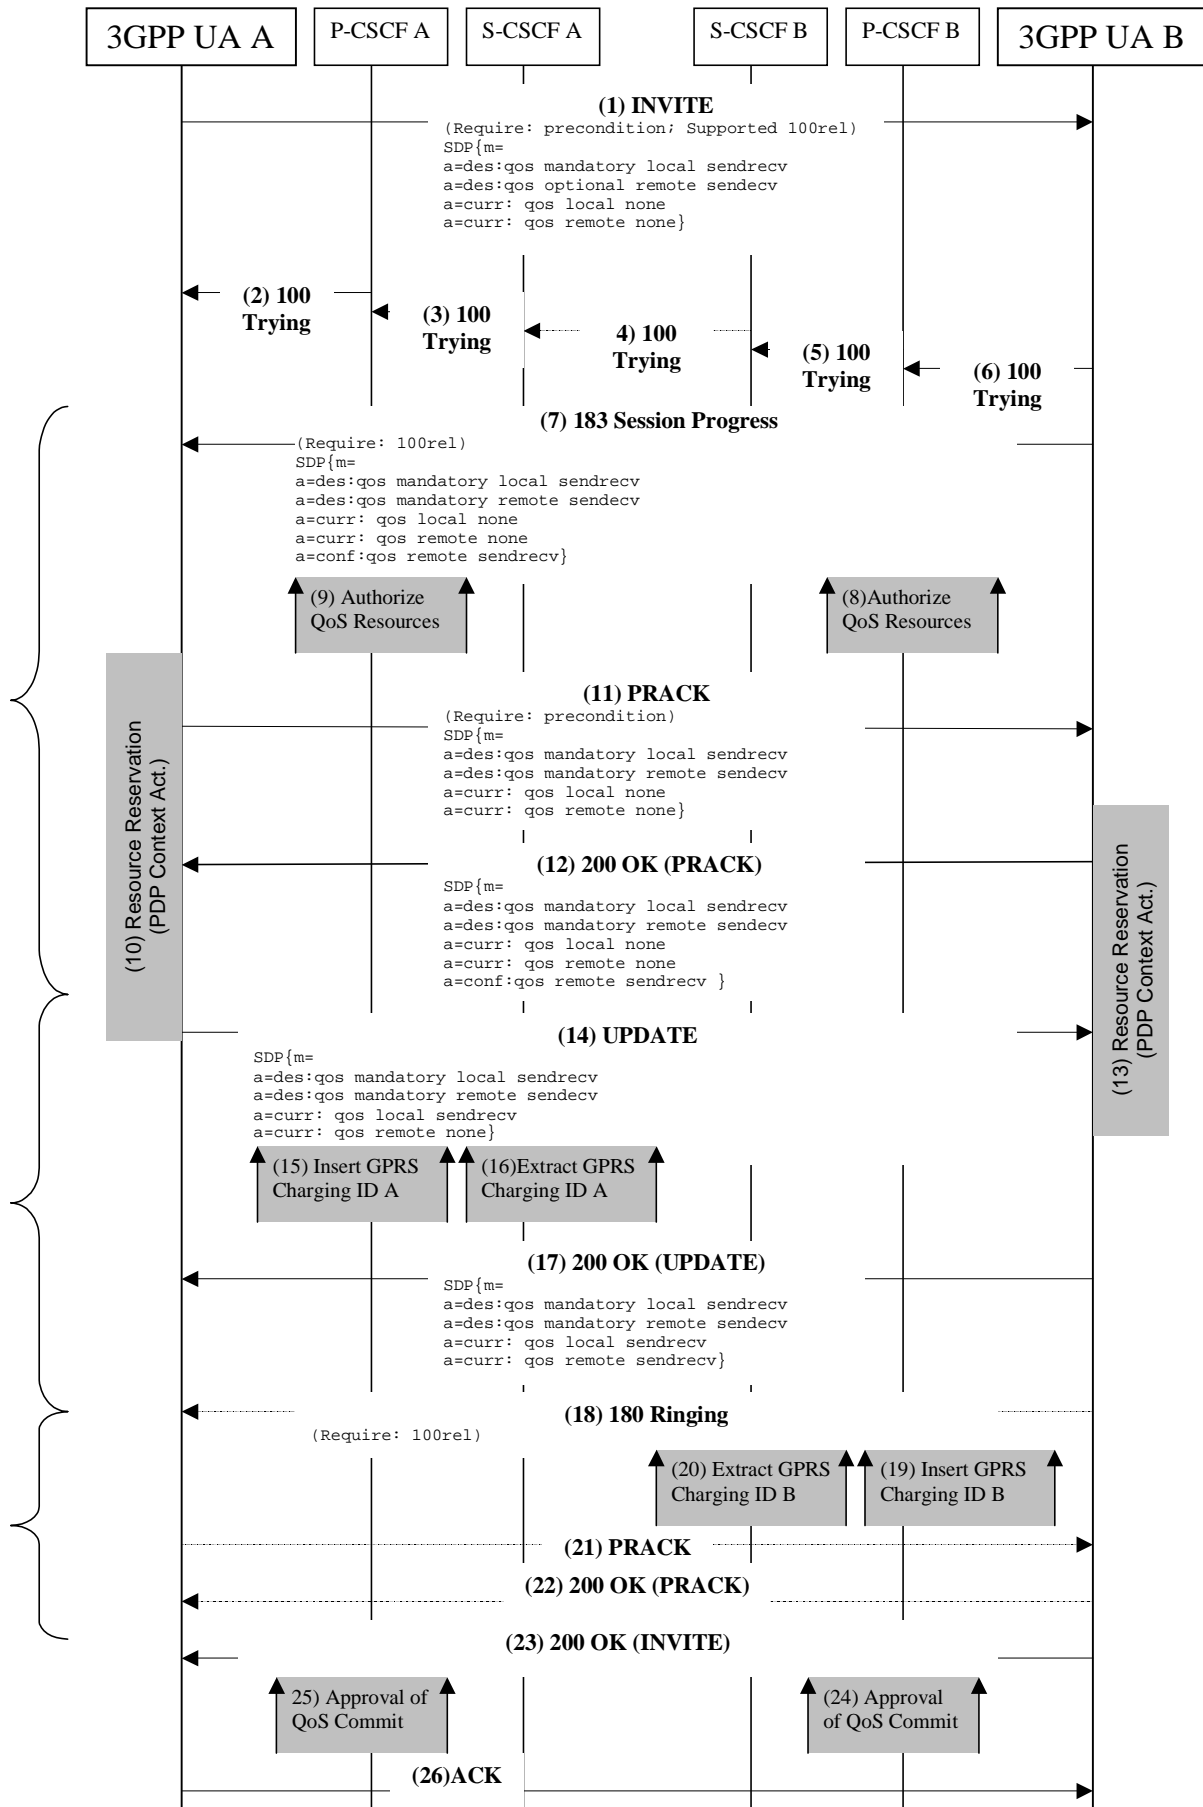 3GPP UA A
P-CSCF A
S-CSCF A
S-CSCF B
P-CSCF B
3GPP UA B
(1) INVITE
(Require: precondition; Supported 100rel)
SDP{m=
a=des:qos mandatory local sendrecv
a=des:qos optional remote sendecv
a=curr: qos local none
a=curr: qos remote none}
(2) 100
Trying
(3) 100
Trying
4) 100
Trying
(5) 100
Trying
(6) 100
Trying
(7) 183 Session Progress
(Require: 100rel)
SDP{m=
a=des:qos mandatory local sendrecv
a=des:qos mandatory remote sendecv
a=curr: qos local none
a=curr: qos remote none
a=conf:qos remote sendrecv}
(9) Authorize
QoS Resources
(8)Authorize
QoS Resources
(10) Resource Reservation
(PDP Context Act.)
(11) PRACK
(Require: precondition)
SDP{m=
a=des:qos mandatory local sendrecv
a=des:qos mandatory remote sendecv
a=curr: qos local none
a=curr: qos remote none}
(12) 200 OK (PRACK)
SDP{m=
a=des:qos mandatory local sendrecv
a=des:qos mandatory remote sendecv
a=curr: qos local none
a=curr: qos remote none
a=conf:qos remote sendrecv }
(13) Resource Reservation
(PDP Context Act.)
(14) UPDATE
SDP{m=
a=des:qos mandatory local sendrecv
a=des:qos mandatory remote sendecv
a=curr: qos local sendrecv
a=curr: qos remote none}
(15) Insert GPRS
Charging ID A
(16)Extract GPRS
Charging ID A
(17) 200 OK (UPDATE)
SDP{m=
a=des:qos mandatory local sendrecv
a=des:qos mandatory remote sendecv
a=curr: qos local sendrecv
a=curr: qos remote sendrecv}
(18) 180 Ringing
(Require: 100rel)
(20) Extract GPRS
Charging ID B
(19) Insert GPRS
Charging ID B
(21) PRACK
(22) 200 OK (PRACK)
(23) 200 OK (INVITE)
25) Approval of
QoS Commit
(24) Approval
of QoS Commit
(26)ACK